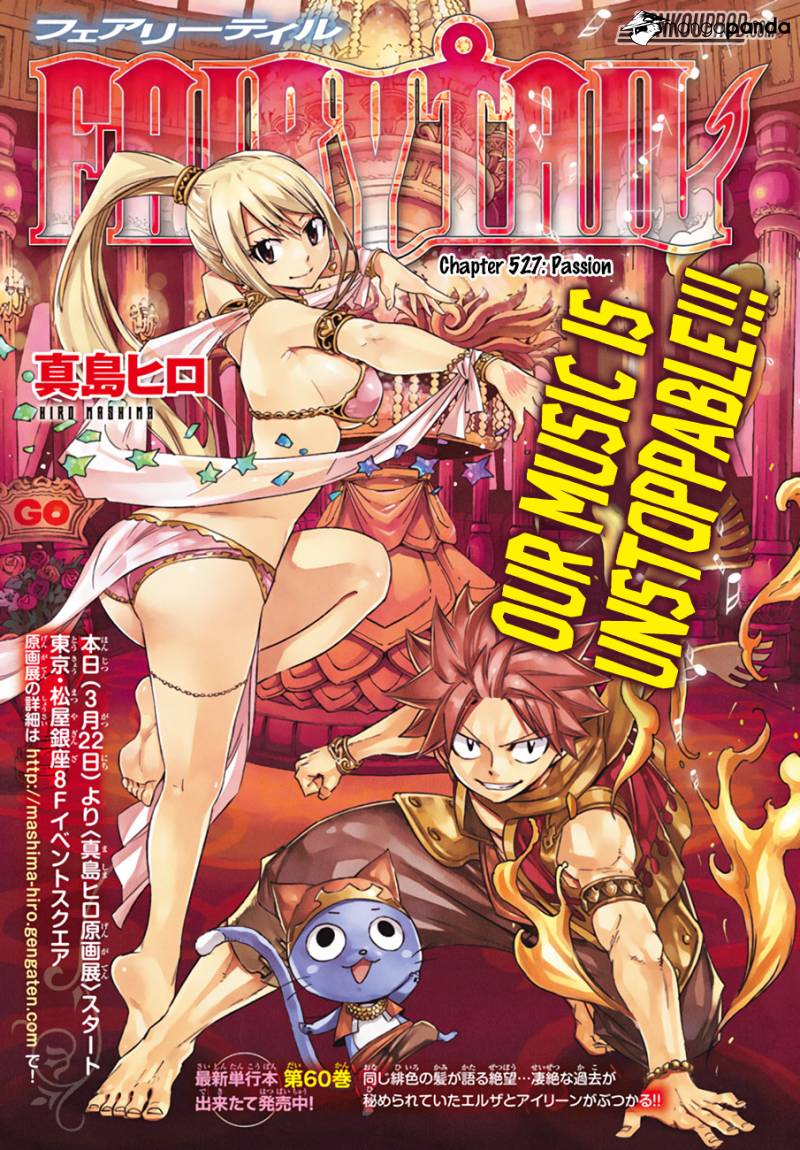 フェアリーテイル
mangapanda
FAIRY TAIL
Chapter 527: Passion
OUR MUSIC IS
UNSTOPPABLE!!!
真島ヒロ
HIRO MASHIMA
GO
本日(3月22日)より〈真島ヒロ原画展〉スタート
東京・松屋銀座8Fイベントスクエア
原画展の詳細は http://mashima-hiro.gengaten.com で!
最新単行本 第60巻
出来たて発売中!
同じ緋色の髪が語る絶望…凄絶な過去が
秘められていたエルザとアイリーンがぶつかる!!